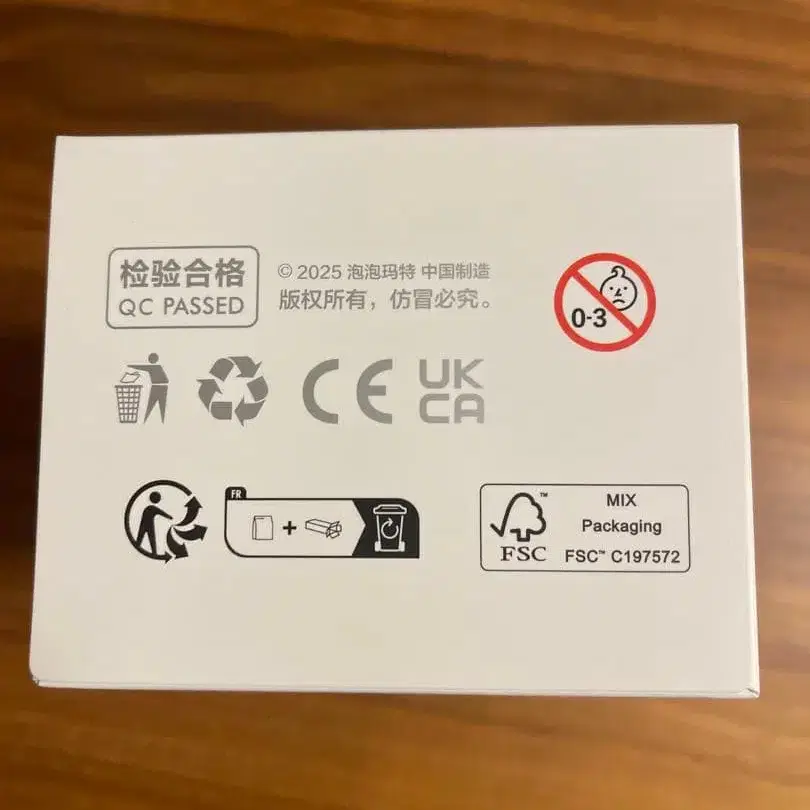 检验合格
QC PASSED
© 2025 泡泡玛特 中国制造
版权所有，仿冒必究。
0-3
CE
UK
CA
FR
+
FSC
™
MIX
Packaging
FSC™ C197572